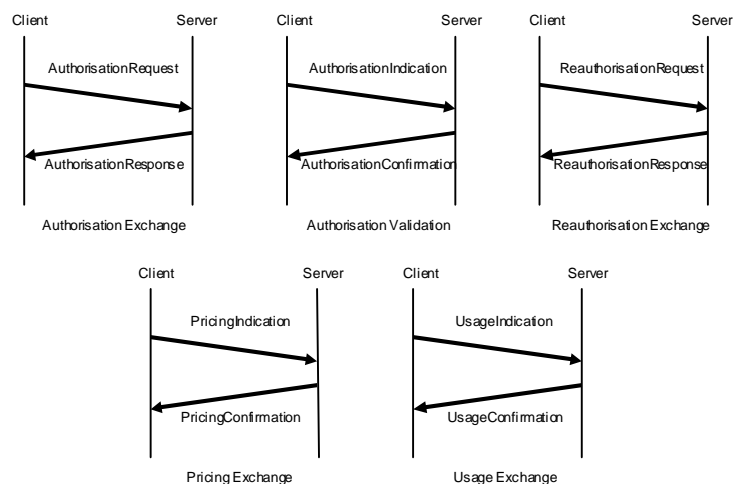 Client Server Client Server Client Server
AuthorisationRequest AuthorisationIndication ReauthorisationRequest
AuthorisationResponse AuthorisationConfirmation ReauthorisationResponse
Authorisation Exchange Authorisation Validation Reauthorisation Exchange
Client Server Client Server
PricingIndication UsageIndication
PricingConfirmation UsageConfirmation
Pricing Exchange Usage Exchange